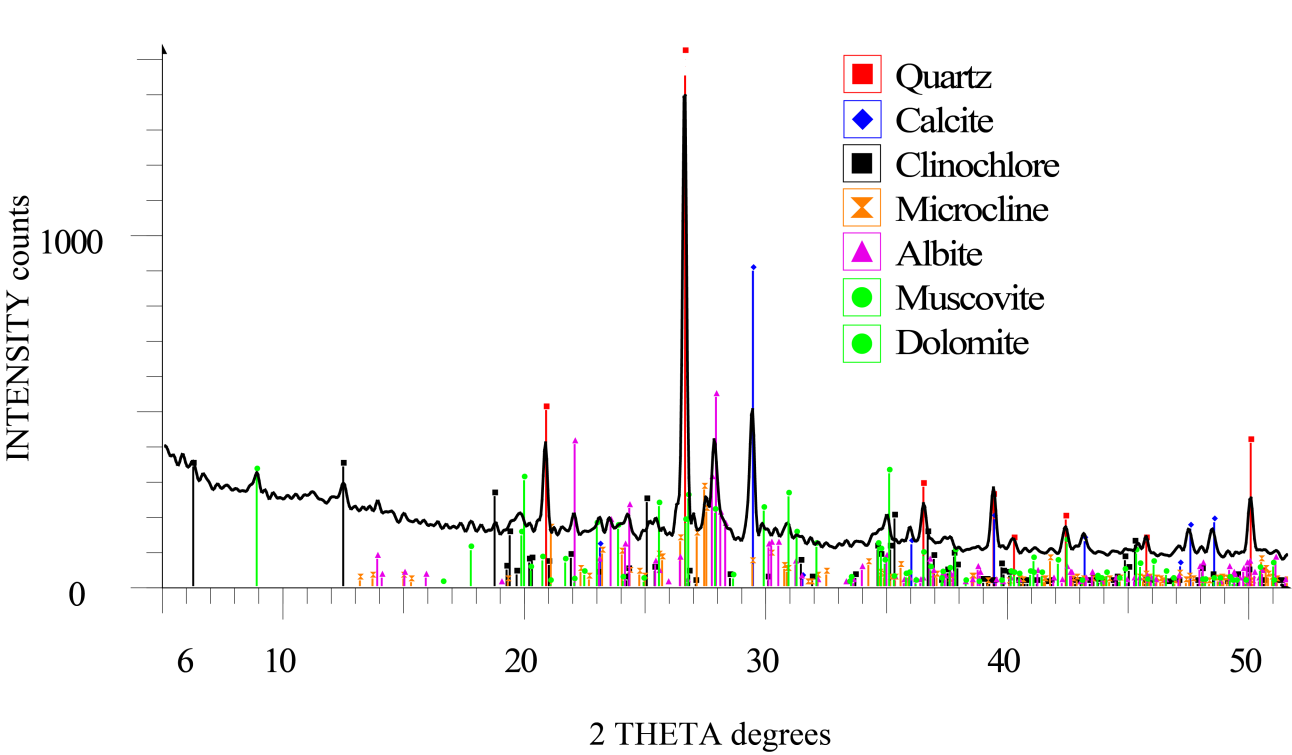 Quartz
Calcite
Clinochlore
Microcline
Albite
Muscovite
Dolomite
INTENSITY counts
1000
0
6 10 20 30 40 50
2 THETA degrees